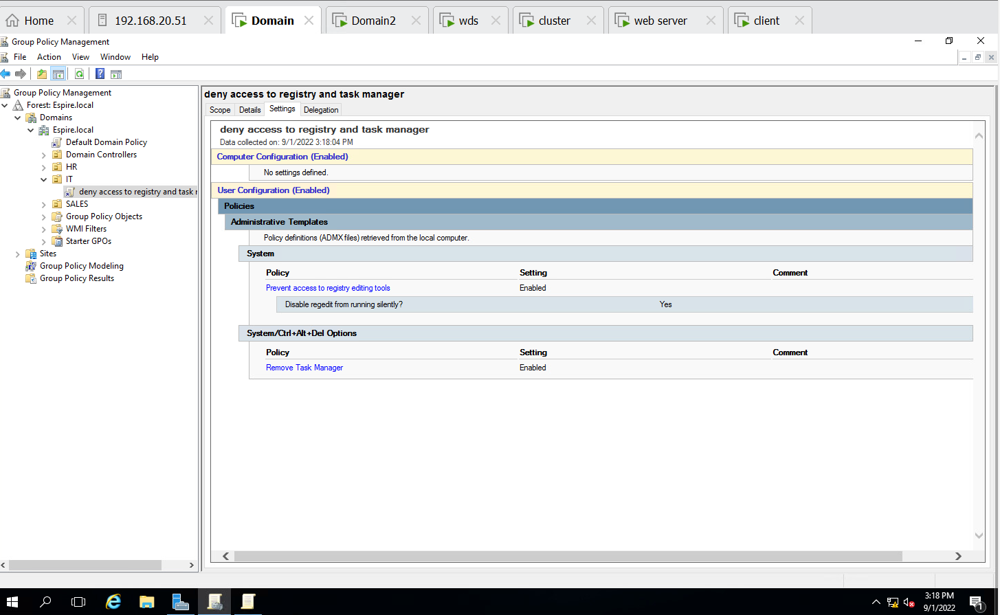 Home
192.168.20.51
Domain
Domain2
wds
cluster
web server
client
Group Policy Management
File Action View Window Help
Group Policy Management
Forest: Espire.local
Domains
Espire.local
Default Domain Policy
Domain Controllers
HR
IT
deny access to registry and task
SALES
Group Policy Objects
WMI Filters
Starter GPOs
Sites
Group Policy Modeling
Group Policy Results
deny access to registry and task manager
Scope Details Settings Delegation
deny access to registry and task manager
Data collected on: 9/1/2022 3:18:04 PM
Computer Configuration (Enabled)
No settings defined.
User Configuration (Enabled)
Policies
Administrative Templates
Policy definitions (ADMX files) retrieved from the local computer.
System
Policy Setting Comment
Prevent access to registry editing tools Enabled
Disable regedit from running silently? Yes
System/Ctrl+Alt+Del Options
Policy Setting Comment
Remove Task Manager Enabled
3:18 PM
9/1/2022
1